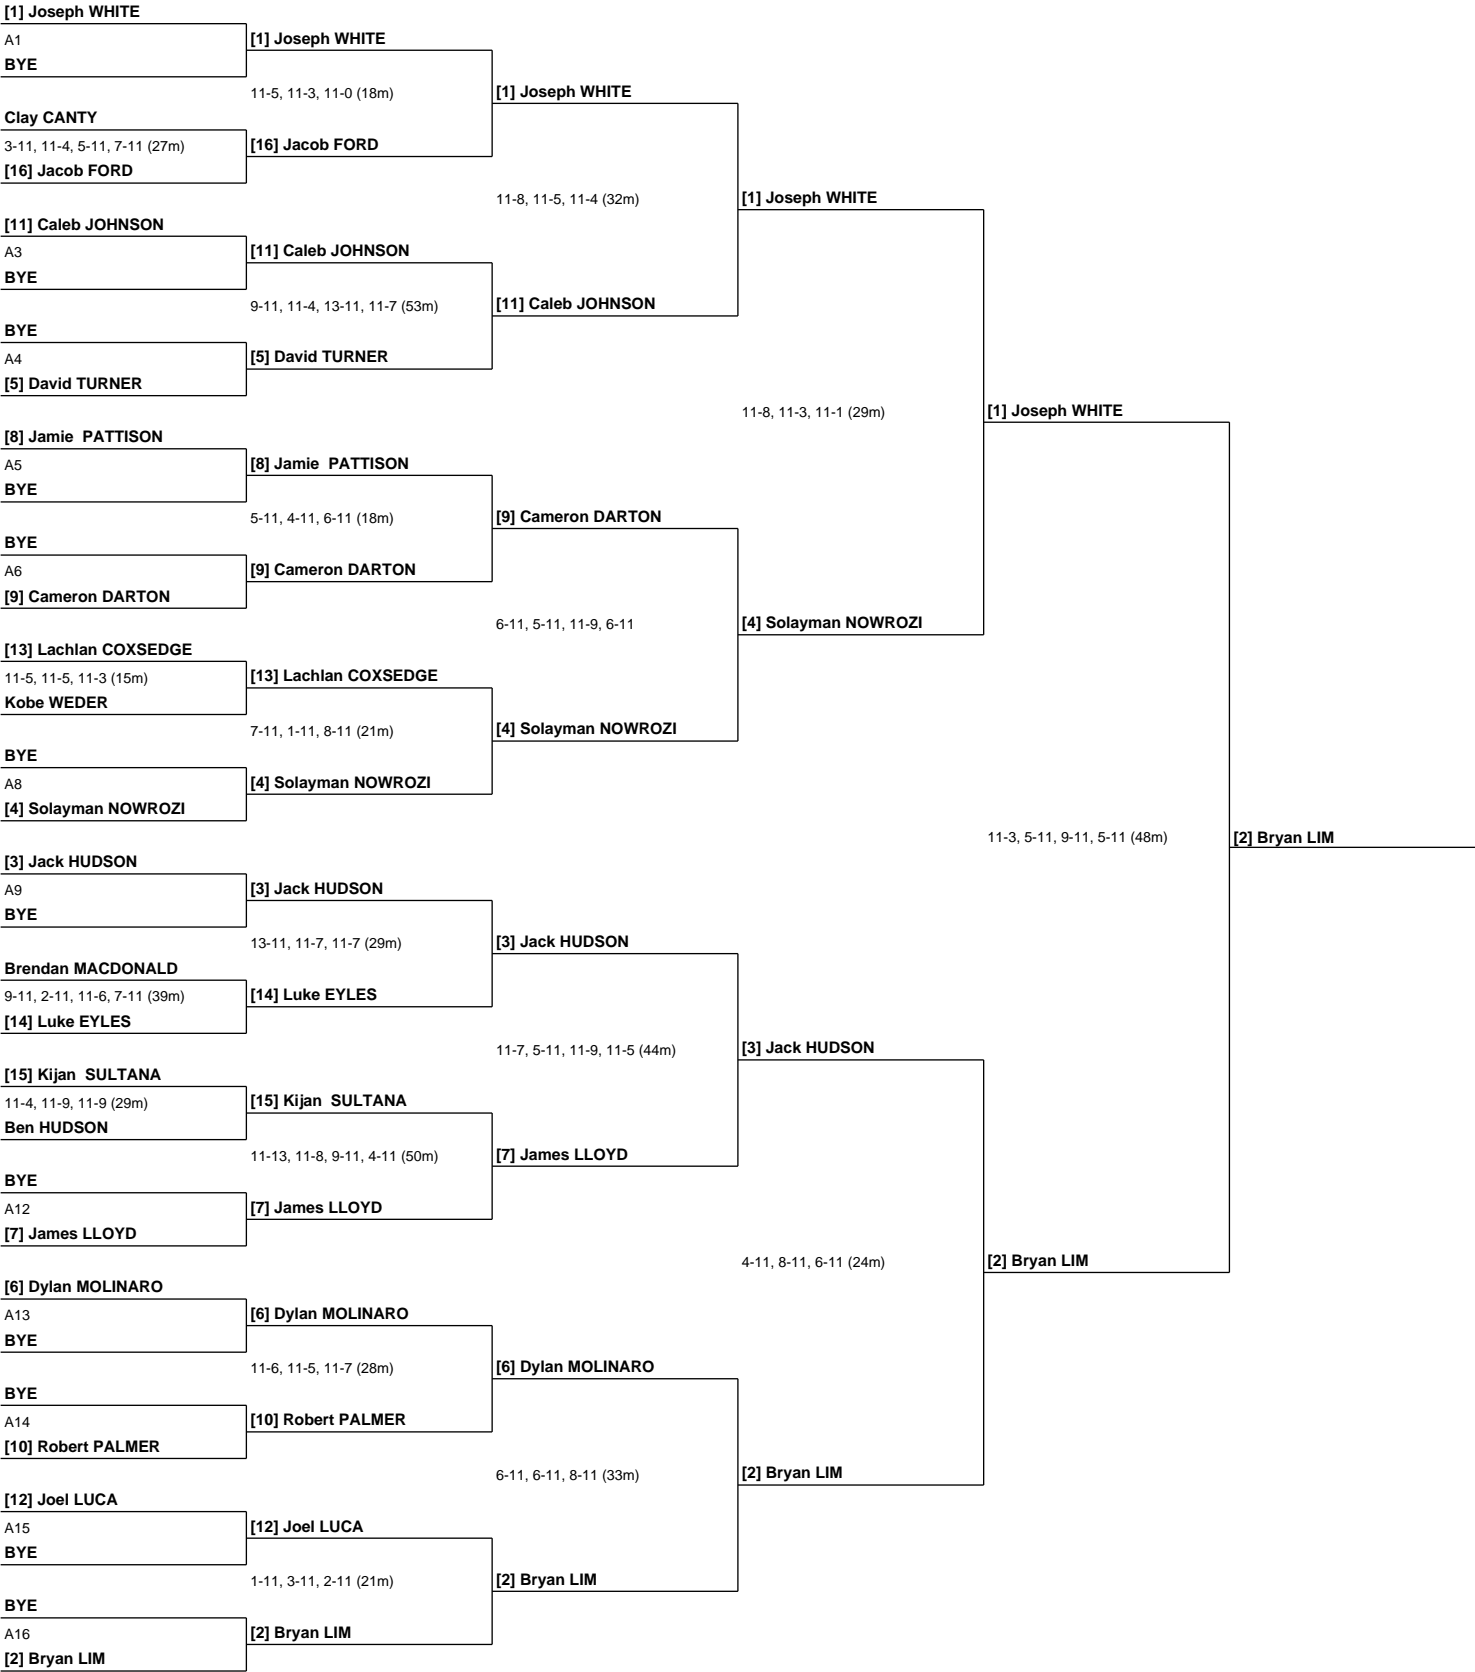 [1] Joseph WHITE
A1
BYE
Clay CANTY
3-11, 11-4, 5-11, 7-11 (27m)
[16] Jacob FORD
[11] Caleb JOHNSON
A3
BYE
BYE
A4
[5] David TURNER
[8] Jamie  PATTISON
A5
BYE
BYE
A6
[9] Cameron DARTON
[13] Lachlan COXSEDGE
11-5, 11-5, 11-3 (15m)
Kobe WEDER
BYE
A8
[4] Solayman NOWROZI
[3] Jack HUDSON
A9
BYE
Brendan MACDONALD
9-11, 2-11, 11-6, 7-11 (39m)
[14] Luke EYLES
[15] Kijan  SULTANA
11-4, 11-9, 11-9 (29m)
Ben HUDSON
BYE
A12
[7] James LLOYD
[6] Dylan MOLINARO
A13
BYE
BYE
A14
[10] Robert PALMER
[12] Joel LUCA
A15
BYE
BYE
A16
[2] Bryan LIM
[1] Joseph WHITE
11-5, 11-3, 11-0 (18m)
[16] Jacob FORD
[11] Caleb JOHNSON
9-11, 11-4, 13-11, 11-7 (53m)
[5] David TURNER
[8] Jamie  PATTISON
5-11, 4-11, 6-11 (18m)
[9] Cameron DARTON
[13] Lachlan COXSEDGE
7-11, 1-11, 8-11 (21m)
[4] Solayman NOWROZI
[3] Jack HUDSON
13-11, 11-7, 11-7 (29m)
[14] Luke EYLES
[15] Kijan  SULTANA
11-13, 11-8, 9-11, 4-11 (50m)
[7] James LLOYD
[6] Dylan MOLINARO
11-6, 11-5, 11-7 (28m)
[10] Robert PALMER
[12] Joel LUCA
1-11, 3-11, 2-11 (21m)
[2] Bryan LIM
[1] Joseph WHITE
11-8, 11-5, 11-4 (32m)
[11] Caleb JOHNSON
[9] Cameron DARTON
6-11, 5-11, 11-9, 6-11
[4] Solayman NOWROZI
[3] Jack HUDSON
11-7, 5-11, 11-9, 11-5 (44m)
[7] James LLOYD
[6] Dylan MOLINARO
6-11, 6-11, 8-11 (33m)
[2] Bryan LIM
[1] Joseph WHITE
11-8, 11-3, 11-1 (29m)
[4] Solayman NOWROZI
[3] Jack HUDSON
4-11, 8-11, 6-11 (24m)
[2] Bryan LIM
[1] Joseph WHITE
11-3, 5-11, 9-11, 5-11 (48m)
[2] Bryan LIM
[2] Bryan LIM